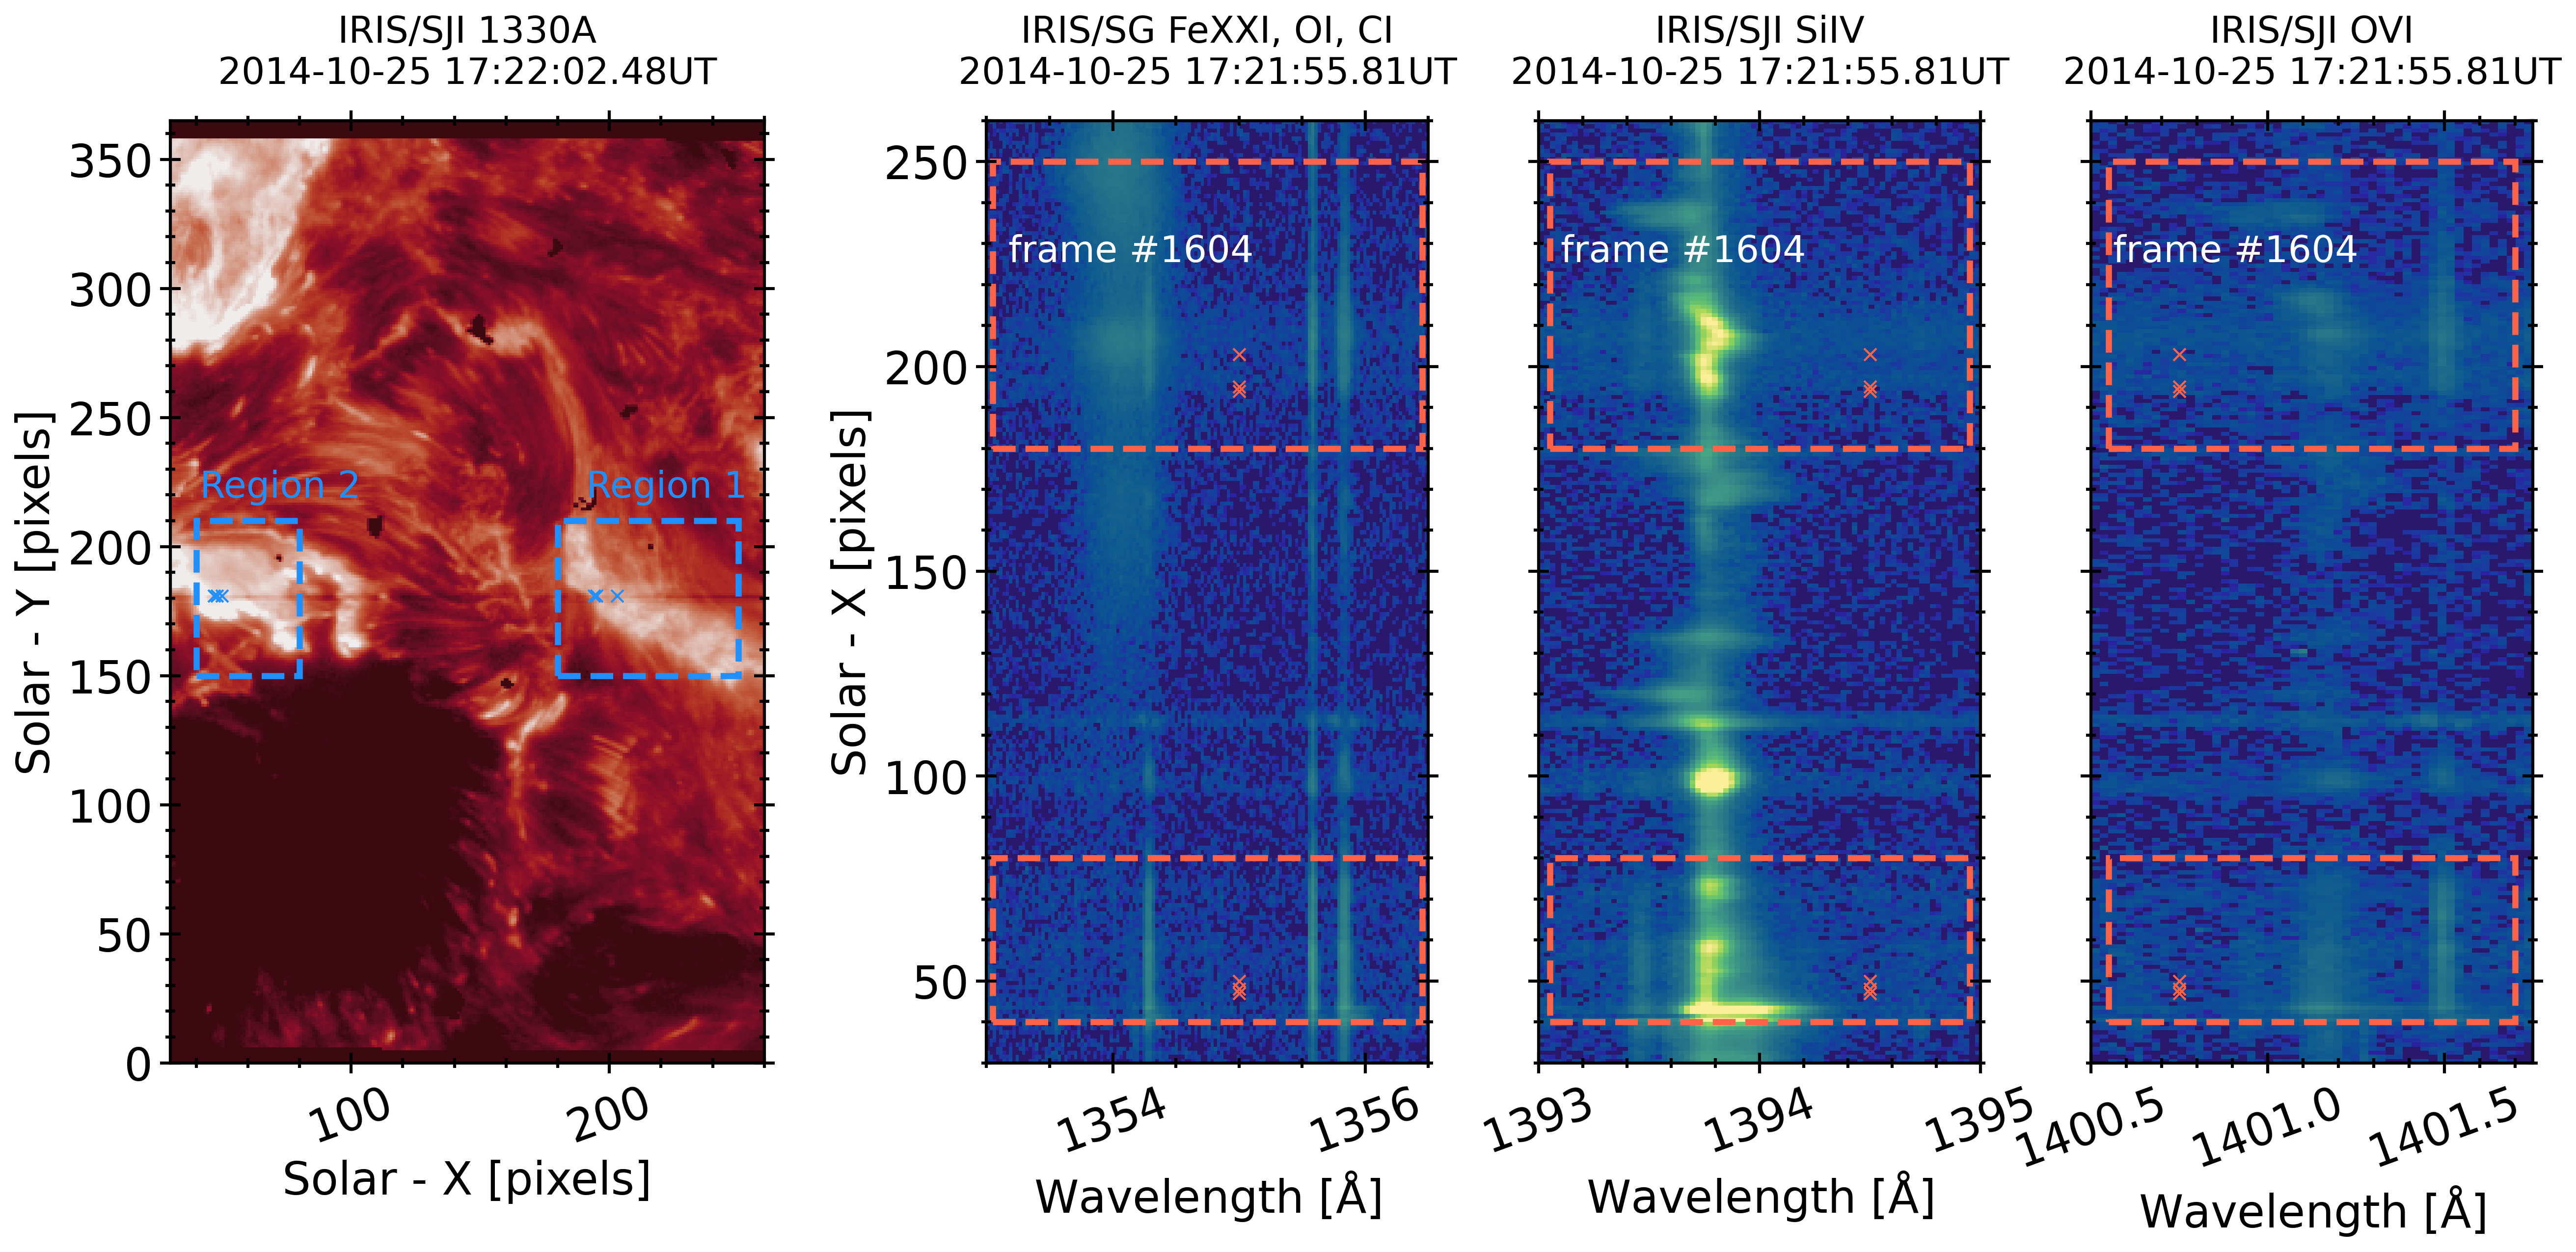 IRIS/SJI 1330A
2014-10-25 17:22:02.48UT
Solar - Y [pixels]
350
300
250
200
150
100
50
0
Region 2
Region 1
100
200
Solar - X [pixels]
IRIS/SG FeXXI, OI, CI
2014-10-25 17:21:55.81UT
Solar - X [pixels]
250
200
150
100
50
frame #1604
1354
1356
Wavelength [Å]
IRIS/SJI SiIV
2014-10-25 17:21:55.81UT
frame #1604
1393
1394
1395
Wavelength [Å]
IRIS/SJI OVI
2014-10-25 17:21:55.81UT
frame #1604
1400.5
1401.0
1401.5
Wavelength [Å]